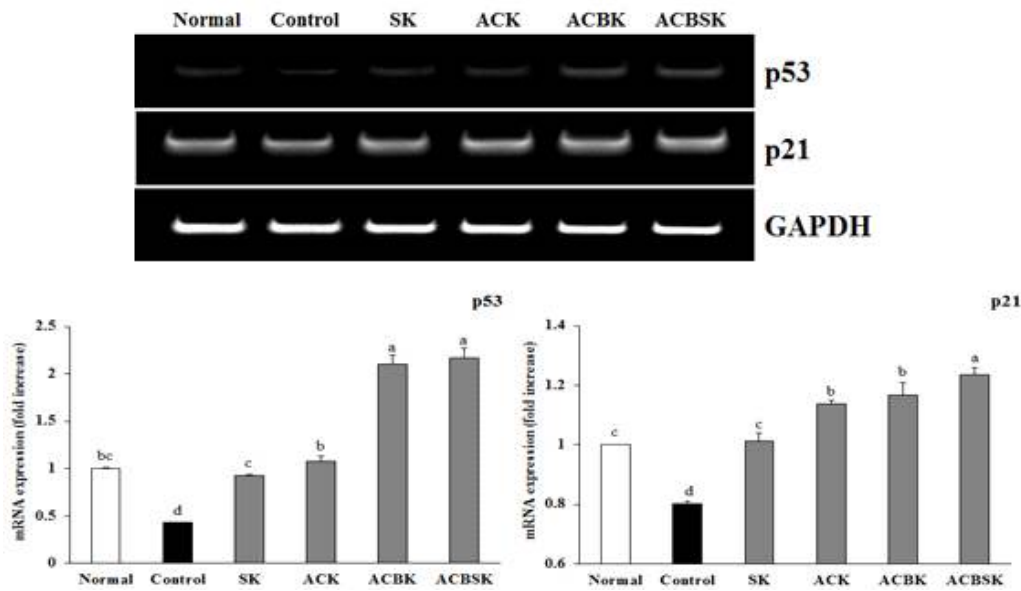 Normal Control SK ACK ACBK ACBSK
p53
p21
GAPDH
p53
mRNA expression (fold increase)
2.5
2
1.5
1
0.5
0
bc
d
c
b
a
a
Normal Control SK ACK ACBK ACBSK
p21
mRNA expression (fold increase)
1.4
1.2
1
0.8
0.6
c
d
c
b
b
a
Normal Control SK ACK ACBK ACBSK